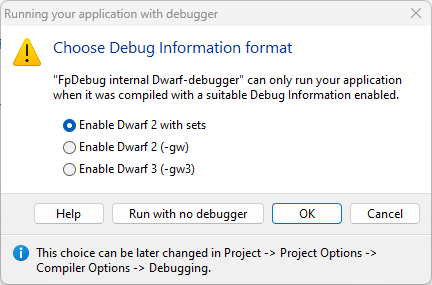 Running your application with debugger
Choose Debug Information format
"FpDebug internal Dwarf-debugger" can only run your application
when it was compiled with a suitable Debug Information enabled.
Enable Dwarf 2 with sets
Enable Dwarf 2 (-gw)
Enable Dwarf 3 (-gw3)
Help
Run with no debugger
OK
Cancel
This choice can be later changed in Project -> Project Options ->
Compiler Options -> Debugging.